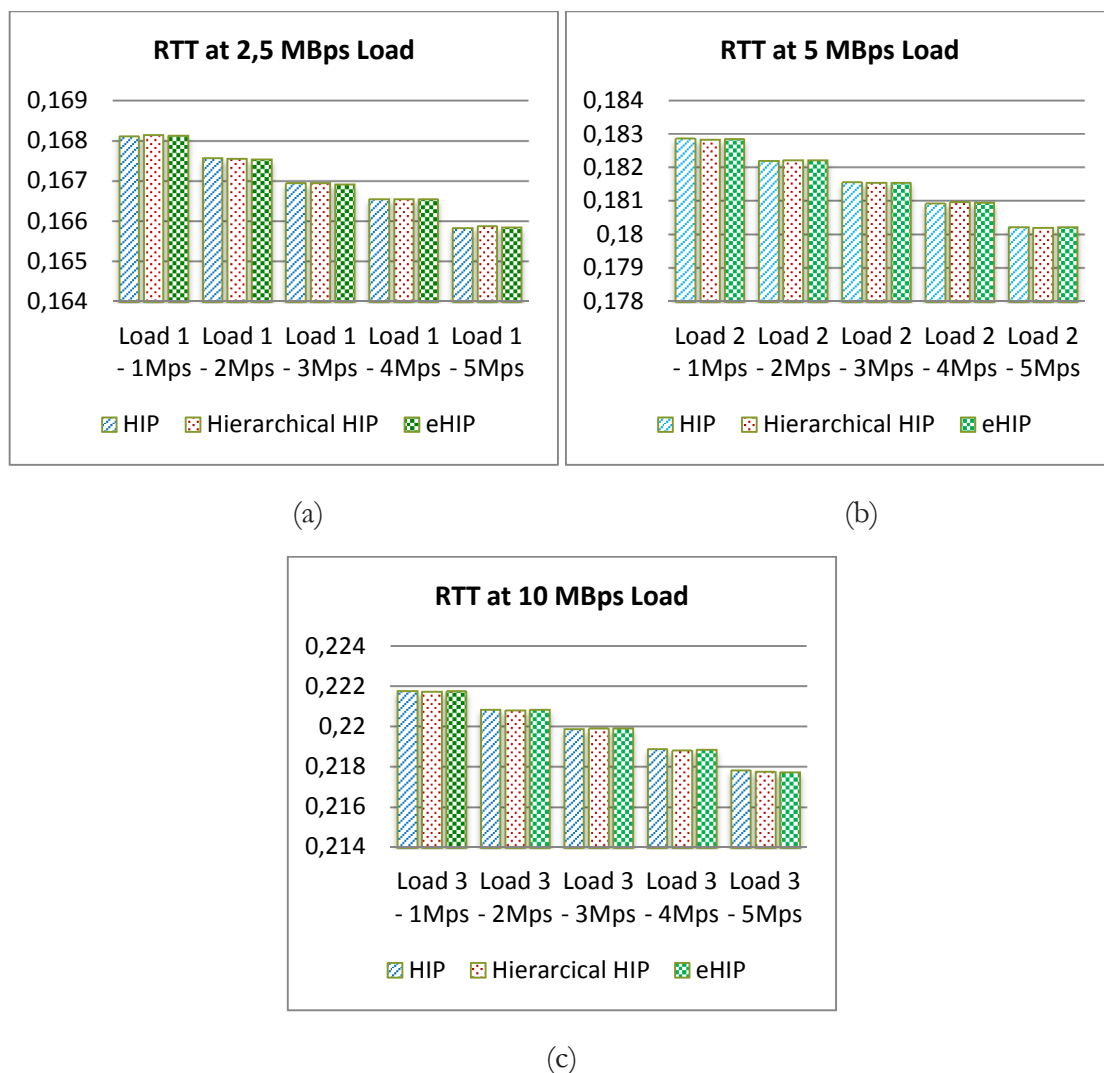 RTT at 2,5 MBps Load
0,169
0,168
0,167
0,166
0,165
0,164
Load 1 Load 1 Load 1 Load 1 Load 1
- 1Mps - 2Mps - 3Mps - 4Mps - 5Mps
HIP Hierarchical HIP eHIP
(a)
RTT at 5 MBps Load
0,184
0,183
0,182
0,181
0,18
0,179
0,178
Load 2 Load 2 Load 2 Load 2 Load 2
- 1Mps - 2Mps - 3Mps - 4Mps - 5Mps
HIP Hierarchical HIP eHIP
(b)
RTT at 10 MBps Load
0,224
0,222
0,22
0,218
0,216
0,214
Load 3 Load 3 Load 3 Load 3 Load 3
- 1Mps - 2Mps - 3Mps - 4Mps - 5Mps
HIP Hierarcical HIP eHIP
(c)